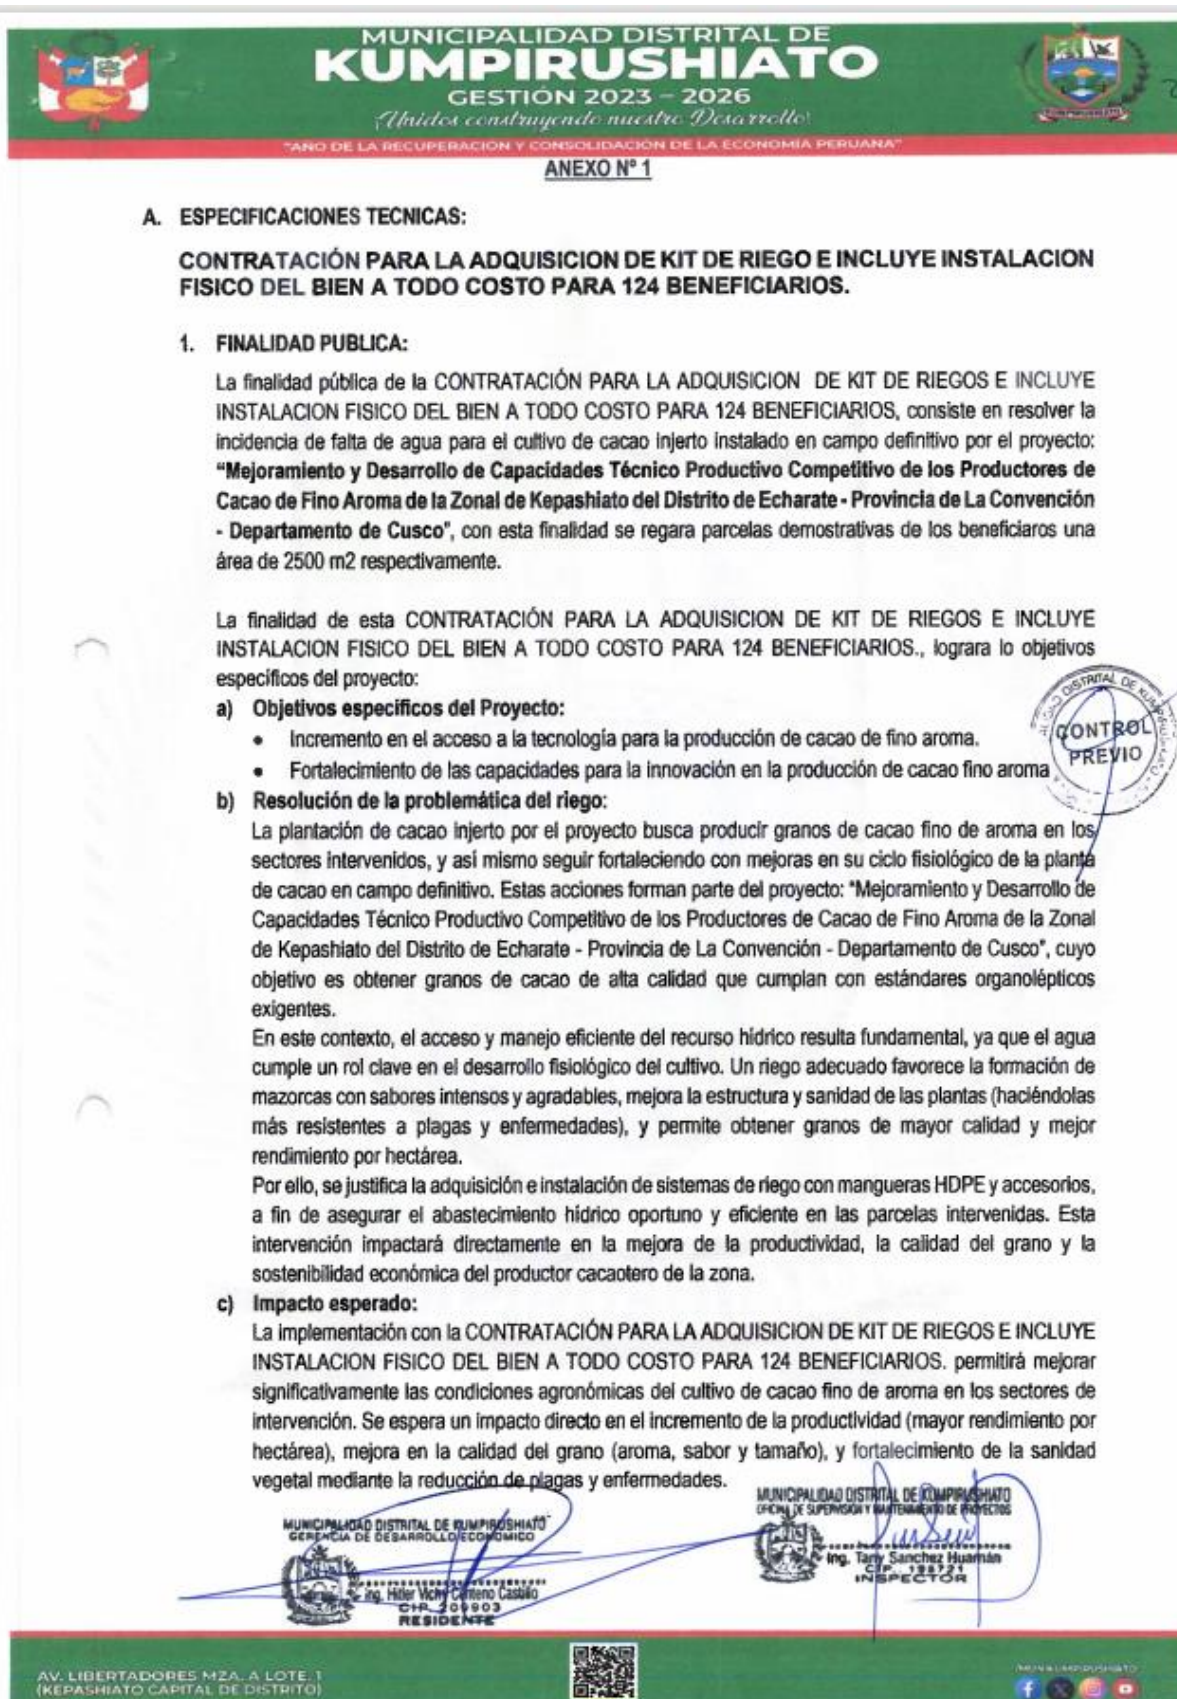 MUNICIPALIDAD DISTRITAL DE
KUMPIRUSHIATO
GESTIÓN 2023 – 2026
¡Unidos construyendo nuestro Desarrollo!
"AÑO DE LA RECUPERACION Y CONSOLIDACION DE LA ECONOMIA PERUANA"
KUMPIRUSHIATO
ANEXO Nº 1
A. ESPECIFICACIONES TECNICAS:
CONTRATACIÓN PARA LA ADQUISICION DE KIT DE RIEGO E INCLUYE INSTALACION
FISICO DEL BIEN A TODO COSTO PARA 124 BENEFICIARIOS.
1. FINALIDAD PUBLICA:
La finalidad pública de la CONTRATACIÓN PARA LA ADQUISICION DE KIT DE RIEGOS E INCLUYE
INSTALACION FISICO DEL BIEN A TODO COSTO PARA 124 BENEFICIARIOS, consiste en resolver la
incidencia de falta de agua para el cultivo de cacao injerto instalado en campo definitivo por el proyecto:
“Mejoramiento y Desarrollo de Capacidades Técnico Productivo Competitivo de los Productores de
Cacao de Fino Aroma de la Zonal de Kepashiato del Distrito de Echarate - Provincia de La Convención
- Departamento de Cusco", con esta finalidad se regara parcelas demostrativas de los beneficiaros una
área de 2500 m2 respectivamente.
La finalidad de esta CONTRATACIÓN PARA LA ADQUISICION DE KIT DE RIEGOS E INCLUYE
INSTALACION FISICO DEL BIEN A TODO COSTO PARA 124 BENEFICIARIOS., lograra lo objetivos
específicos del proyecto:
a) Objetivos especificos del Proyecto:
• Incremento en el acceso a la tecnología para la producción de cacao de fino aroma.
• Fortalecimiento de las capacidades para la innovación en la producción de cacao fino aroma
CONTROL
PREVIO
b) Resolución de la problemática del riego:
La plantación de cacao injerto por el proyecto busca producir granos de cacao fino de aroma en los
sectores intervenidos, y así mismo seguir fortaleciendo con mejoras en su ciclo fisiológico de la planta
de cacao en campo definitivo. Estas acciones forman parte del proyecto: "Mejoramiento y Desarrollo de
Capacidades Técnico Productivo Competitivo de los Productores de Cacao de Fino Aroma de la Zonal
de Kepashiato del Distrito de Echarate - Provincia de La Convención - Departamento de Cusco", cuyo
objetivo es obtener granos de cacao de alta calidad que cumplan con estándares organolépticos
exigentes.
En este contexto, el acceso y manejo eficiente del recurso hídrico resulta fundamental, ya que el agua
cumple un rol clave en el desarrollo fisiológico del cultivo. Un riego adecuado favorece la formación de
mazorcas con sabores intensos y agradables, mejora la estructura y sanidad de las plantas (haciéndolas
más resistentes a plagas y enfermedades), y permite obtener granos de mayor calidad y mejor
rendimiento por hectárea.
Por ello, se justifica la adquisición e instalación de sistemas de riego con mangueras HDPE y accesorios,
a fin de asegurar el abastecimiento hídrico oportuno y eficiente en las parcelas intervenidas. Esta
intervención impactará directamente en la mejora de la productividad, la calidad del grano y la
sostenibilidad económica del productor cacaotero de la zona.
c) Impacto esperado:
La implementación con la CONTRATACIÓN PARA LA ADQUISICION DE KIT DE RIEGOS E INCLUYE
INSTALACION FISICO DEL BIEN A TODO COSTO PARA 124 BENEFICIARIOS. permitirá mejorar
significativamente las condiciones agronómicas del cultivo de cacao fino de aroma en los sectores de
intervención. Se espera un impacto directo en el incremento de la productividad (mayor rendimiento por
hectárea), mejora en la calidad del grano (aroma, sabor y tamaño), y fortalecimiento de la sanidad
vegetal mediante la reducción de plagas y enfermedades.
MUNICIPALIDAD DISTRITAL DE KUMPIRUSHIATO
GERENCIA DE DESARROLLO ECONOMICO
Ing. Hitler Vichy Centeno Castillo
CIP. 209903
RESIDENTE
MUNICIPALIDAD DISTRITAL DE KUMPIRUSHIATO
OFICINA DE SUPERVISION Y MANTENIMIENTO DE PROYECTOS
Ing. Tany Sanchez Huamán
CIP. 198721
INSPECTOR
AV. LIBERTADORES MZA. A LOTE. 1
(KEPASHIATO CAPITAL DE DISTRITO)